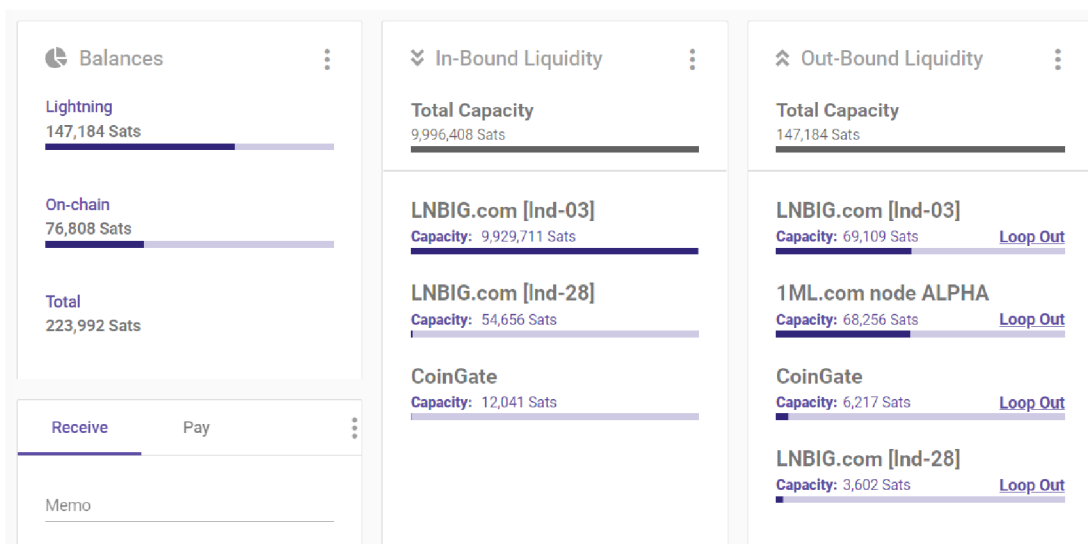 Balances
Lightning
147,184 Sats
On-chain
76,808 Sats
Total
223,992 Sats
Receive Pay
Memo
In-Bound Liquidity
Total Capacity
9,996,408 Sats
LNBIG.com [lnd-03]
Capacity: 9,929,711 Sats
LNBIG.com [lnd-28]
Capacity: 54,656 Sats
CoinGate
Capacity: 12,041 Sats
Out-Bound Liquidity
Total Capacity
147,184 Sats
LNBIG.com [lnd-03]
Capacity: 69,109 Sats Loop Out
1ML.com node ALPHA
Capacity: 68,256 Sats Loop Out
CoinGate
Capacity: 6,217 Sats Loop Out
LNBIG.com [lnd-28]
Capacity: 3,602 Sats Loop Out